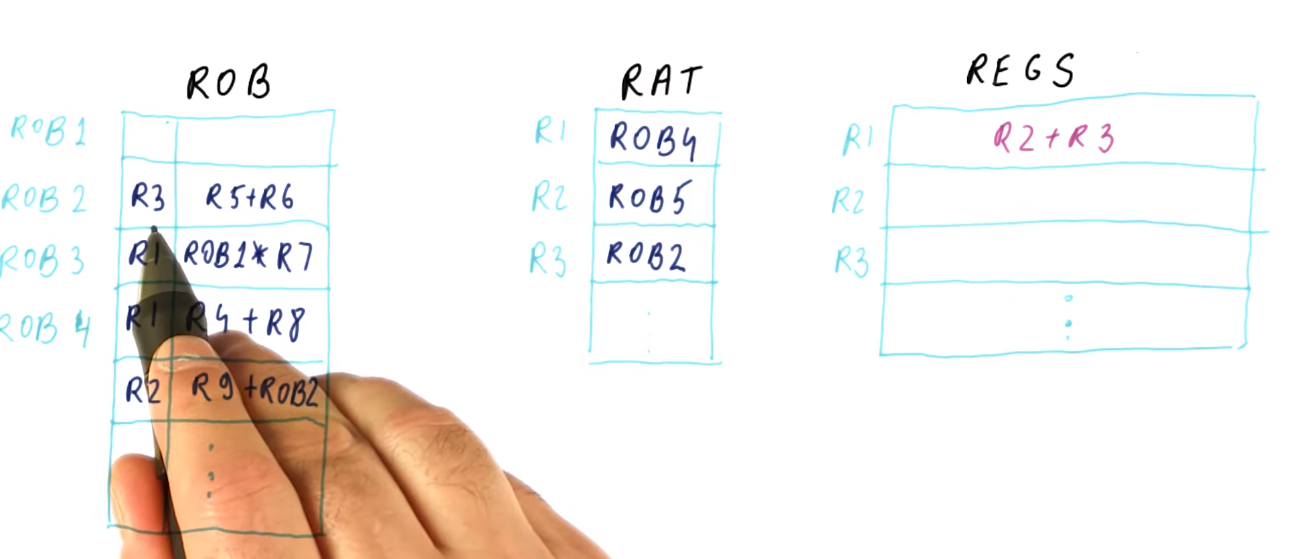 ROB
RAT
REGS
ROB 1
ROB 2 R3 R5+R6
ROB 3 R1 ROB1* R7
ROB 4 R1 R4 + R8
R2 R9 +ROB2
R1 ROB4
R2 ROB5
R3 ROB2
R1 R2+R3
R2
R3